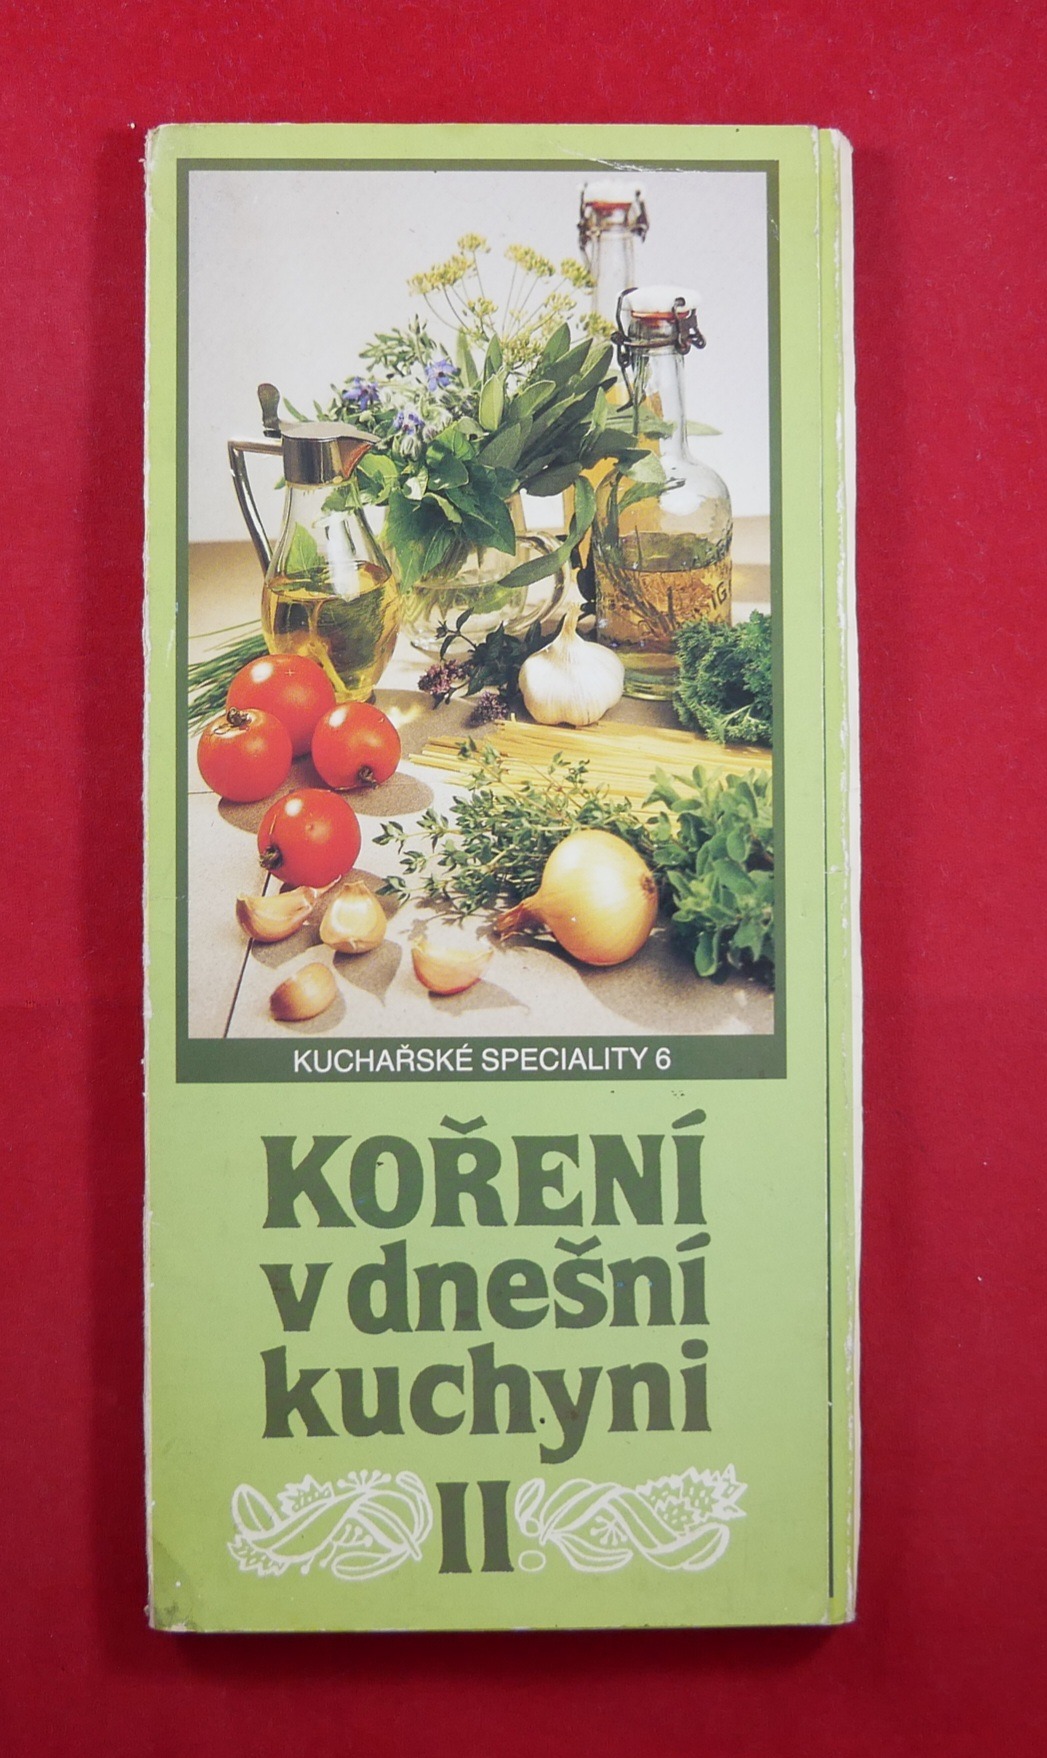 KUCHAŘSKÉ SPECIALITY 6
KOŘENÍ
v dnešní
kuchyni
II